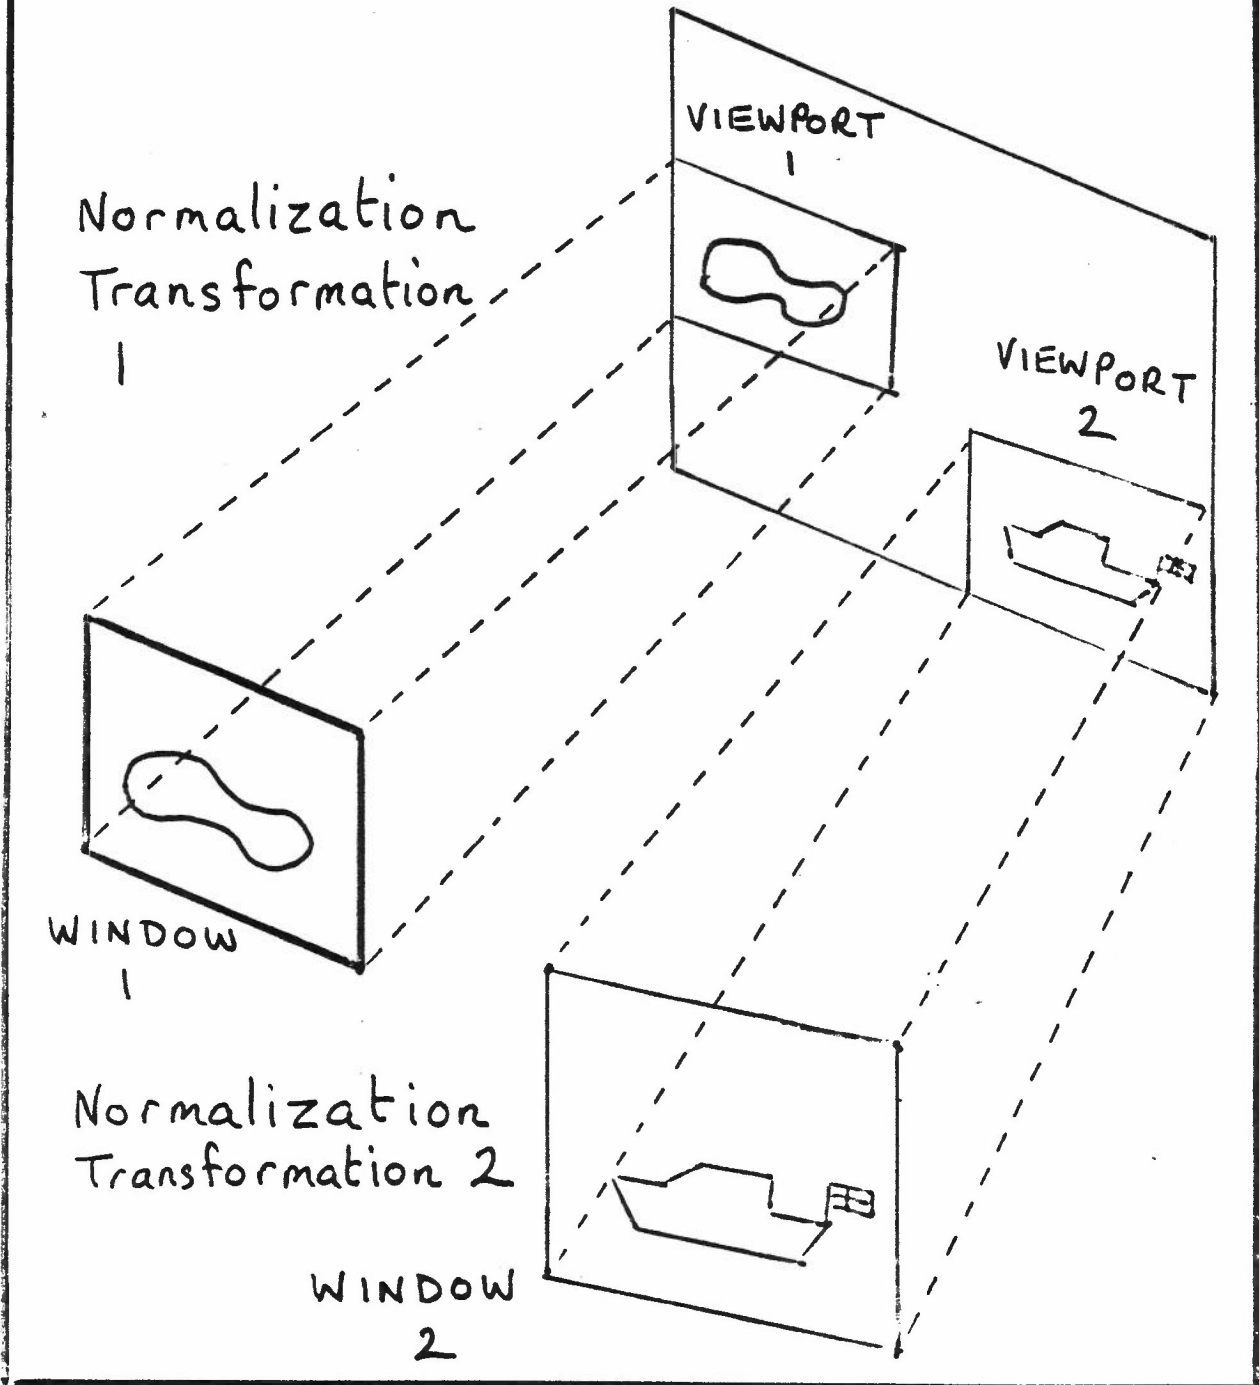 VIEWPORT
1
Normalization
Transformation
1
VIEWPORT
2
WINDOW
1
Normalization
Transformation 2
WINDOW
2